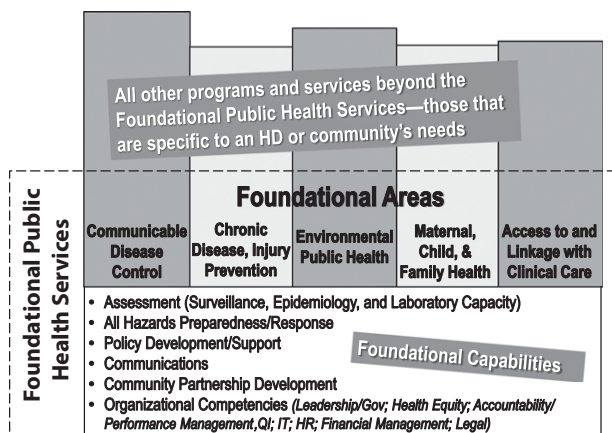 All other programs and services beyond the
Foundational Public Health Services—those that
are specific to an HD or community's needs
Foundational Public
Health Services
Foundational Areas
Communicable
Disease
Control
Chronic
Disease, Injury
Prevention
Environmental
Public Health
Maternal,
Child, &
Family Health
Access to and
Linkage with
Clinical Care
• Assessment (Surveillance, Epidemiology, and Laboratory Capacity)
• All Hazards Preparedness/Response
• Policy Development/Support
• Communications
• Community Partnership Development
• Organizational Competencies (Leadership/Gov; Health Equity; Accountability/
Performance Management,QI; IT; HR; Financial Management; Legal)
Foundational Capabilities